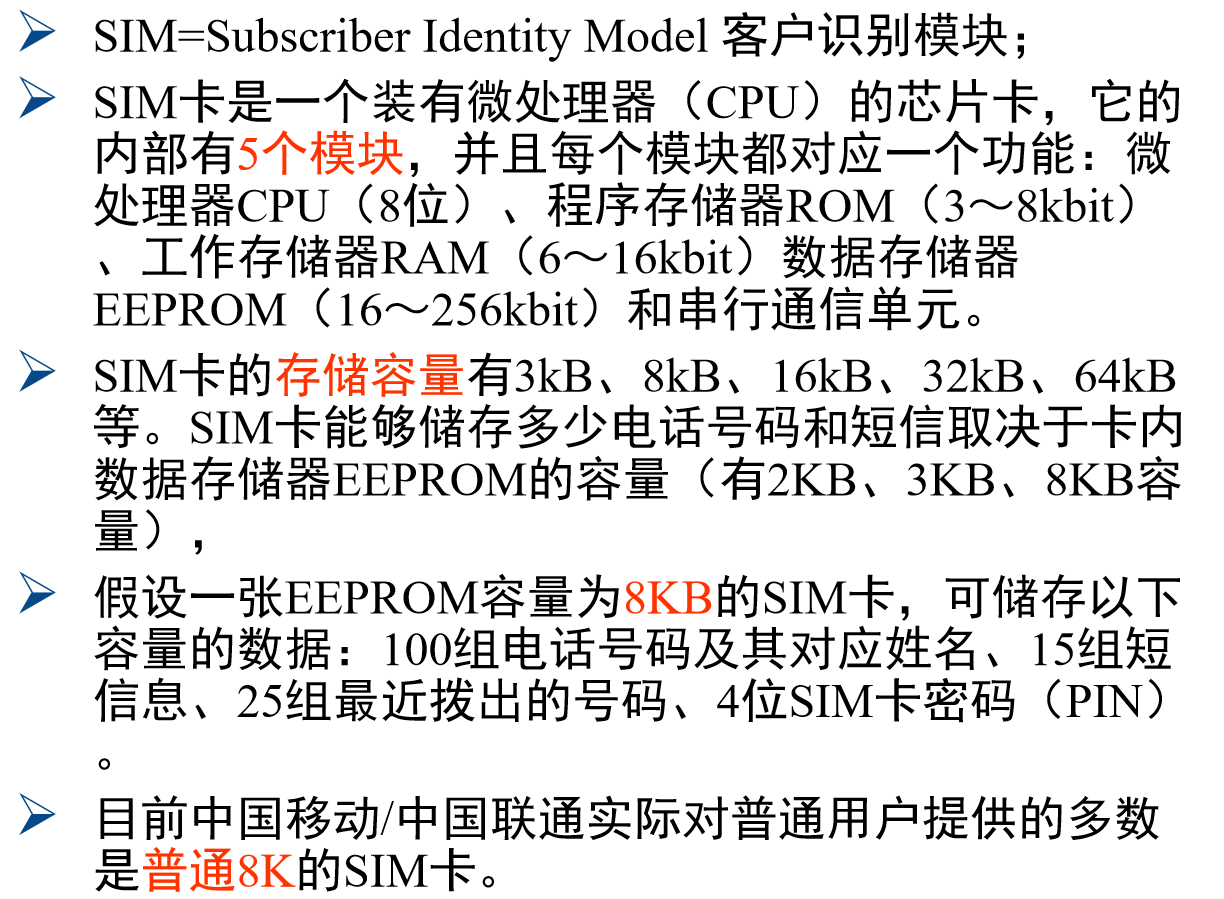 SIM=Subscriber Identity Model 客户识别模块；
SIM卡是一个装有微处理器（CPU）的芯片卡，它的
内部有5个模块，并且每个模块都对应一个功能：微
处理器CPU（8位）、程序存储器ROM（3～8kbit）
、工作存储器RAM（6～16kbit）数据存储器
EEPROM（16～256kbit）和串行通信单元。
SIM卡的存储容量有3kB、8kB、16kB、32kB、64kB
等。SIM卡能够储存多少电话号码和短信取决于卡内
数据存储器EEPROM的容量（有2KB、3KB、8KB容
量），
假设一张EEPROM容量为8KB的SIM卡，可储存以下
容量的数据：100组电话号码及其对应姓名、15组短
信息、25组最近拨出的号码、4位SIM卡密码（PIN）
。
目前中国移动/中国联通实际对普通用户提供的多数
是普通8K的SIM卡。